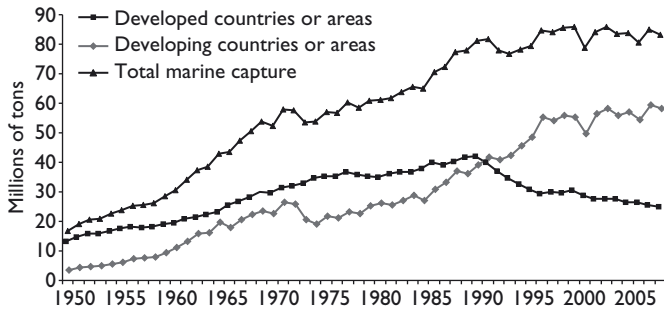 Developed countries or areas
Developing countries or areas
Total marine capture
Millions of tons
90
80
70
60
50
40
30
20
10
0
1950 1955 1960 1965 1970 1975 1980 1985 1990 1995 2000 2005